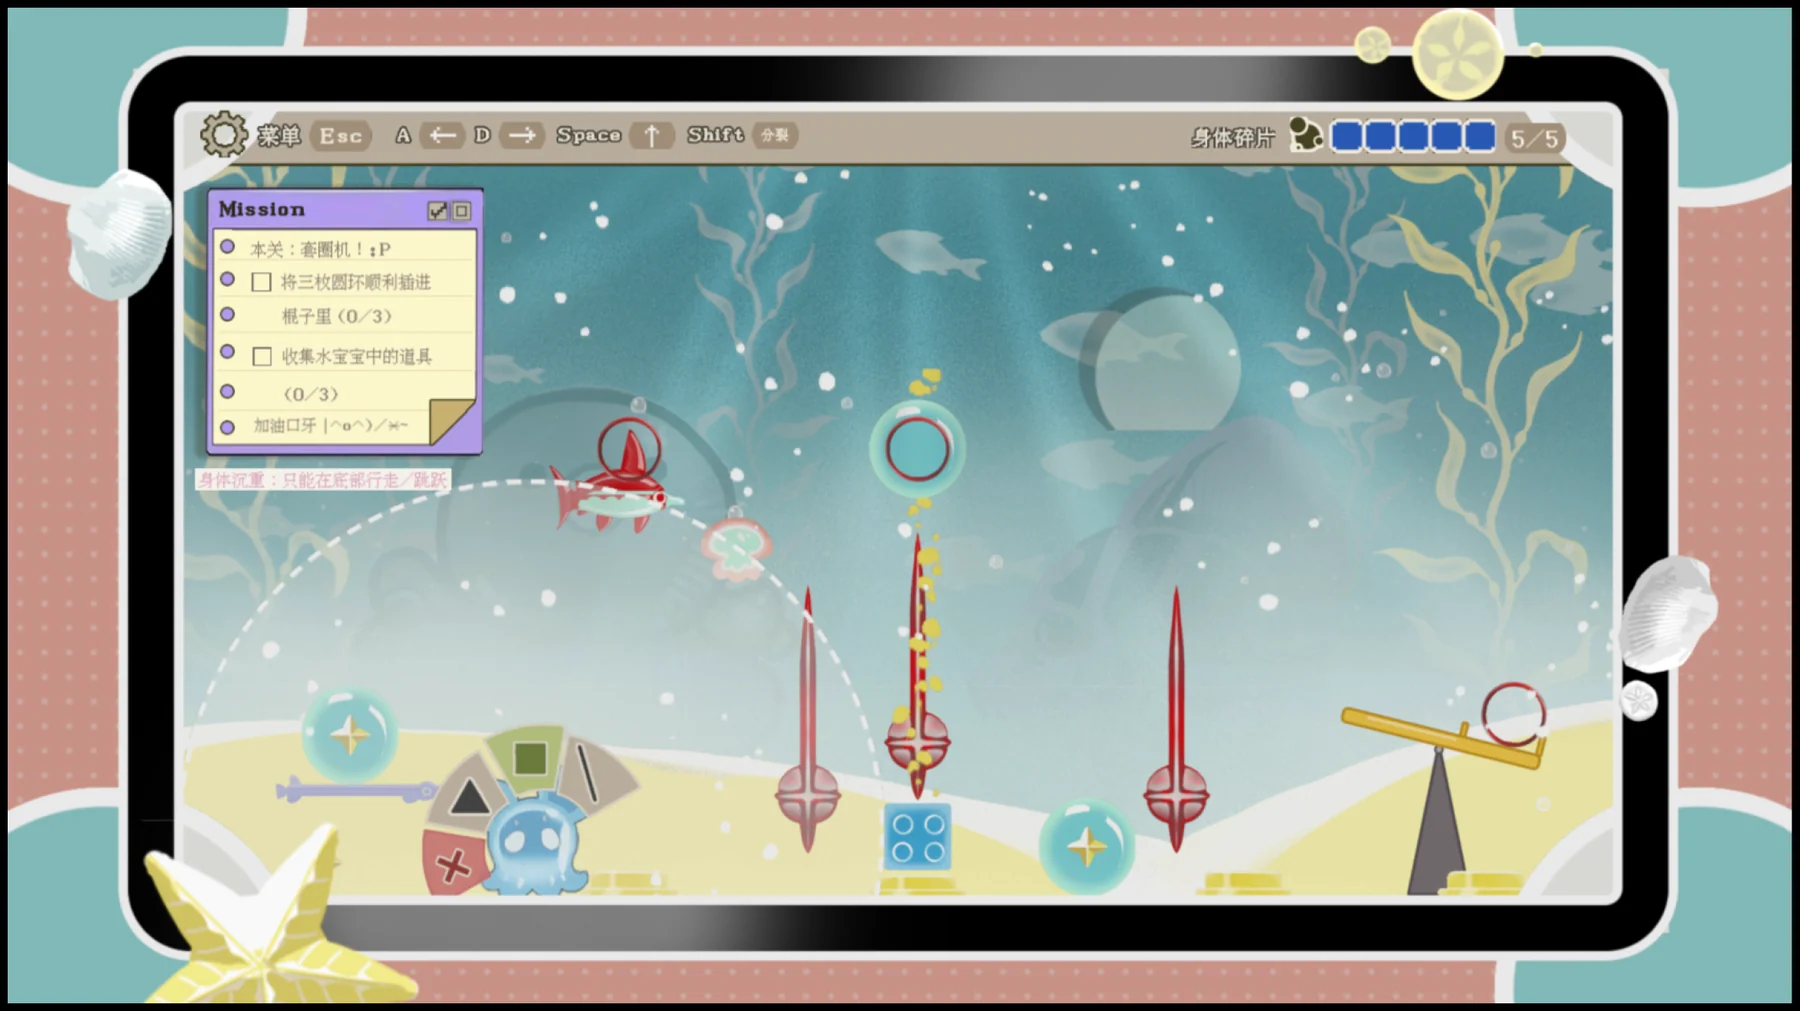 菜单 Esc A ← D → Space ↑ Shift 分裂 身体碎片 5/5
Mission
本关：套圈机！:P
将三枚圆环顺利插进
棍子里（0/3）
收集水宝宝中的道具
（0/3）
加油口牙 |^o^)/ж~
身体沉重：只能在底部行走/跳跃